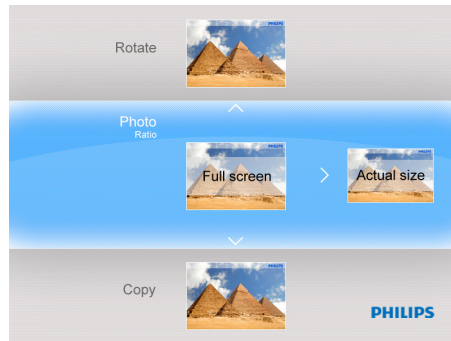 Rotate
Photo
Ratio
Full screen
Actual size
Copy
PHILIPS